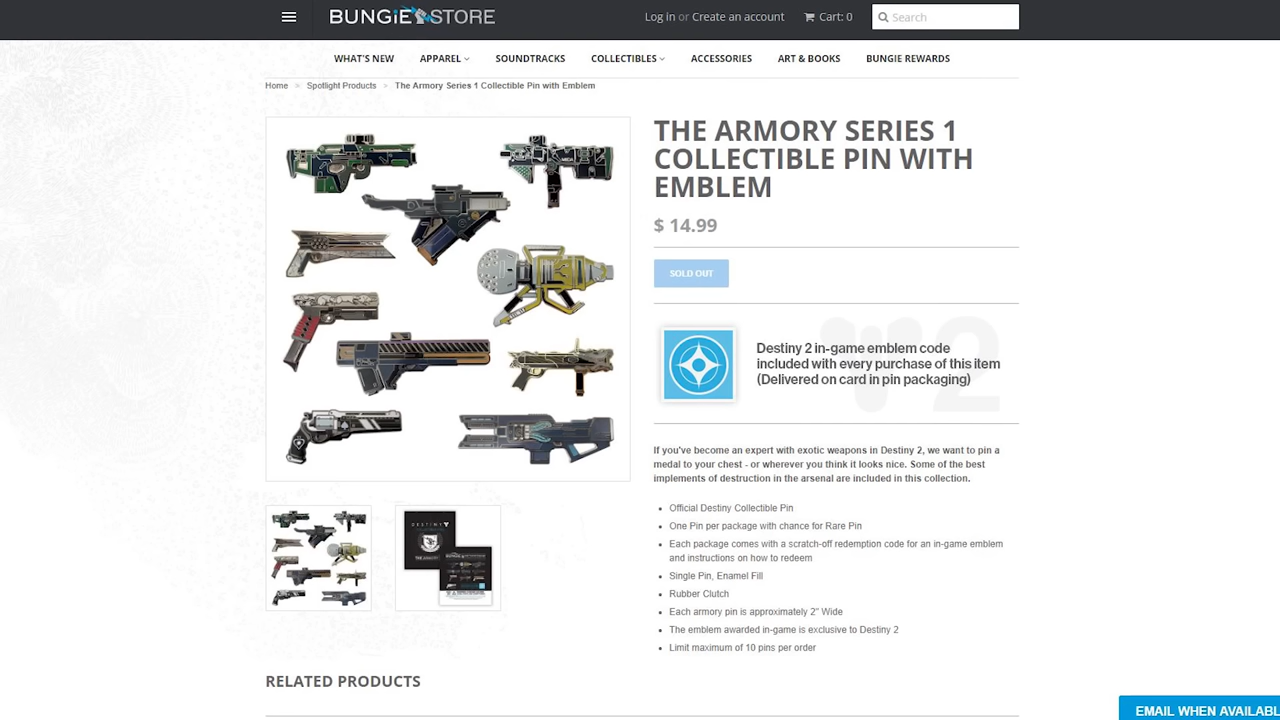 BUNGiE STORE
Log in or Create an account
Cart: 0
Search
WHAT'S NEW
APPAREL
SOUNDTRACKS
COLLECTIBLES
ACCESSORIES
ART & BOOKS
BUNGIE REWARDS
Home > Spotlight Products > The Armory Series 1 Collectible Pin with Emblem
THE ARMORY SERIES 1
COLLECTIBLE PIN WITH
EMBLEM
$ 14.99
SOLD OUT
2
Destiny 2 in-game emblem code
included with every purchase of this item
(Delivered on card in pin packaging)
If you've become an expert with exotic weapons in Destiny 2, we want to pin a
medal to your chest - or wherever you think it looks nice. Some of the best
implements of destruction in the arsenal are included in this collection.
Official Destiny Collectible Pin
One Pin per package with chance for Rare Pin
Each package comes with a scratch-off redemption code for an in-game emblem
and instructions on how to redeem
Single Pin, Enamel Fill
Rubber Clutch
Each armory pin is approximately 2" Wide
The emblem awarded in-game is exclusive to Destiny 2
Limit maximum of 10 pins per order
MIDA
DESTINY
RELATED PRODUCTS
EMAIL WHEN AVAILABL